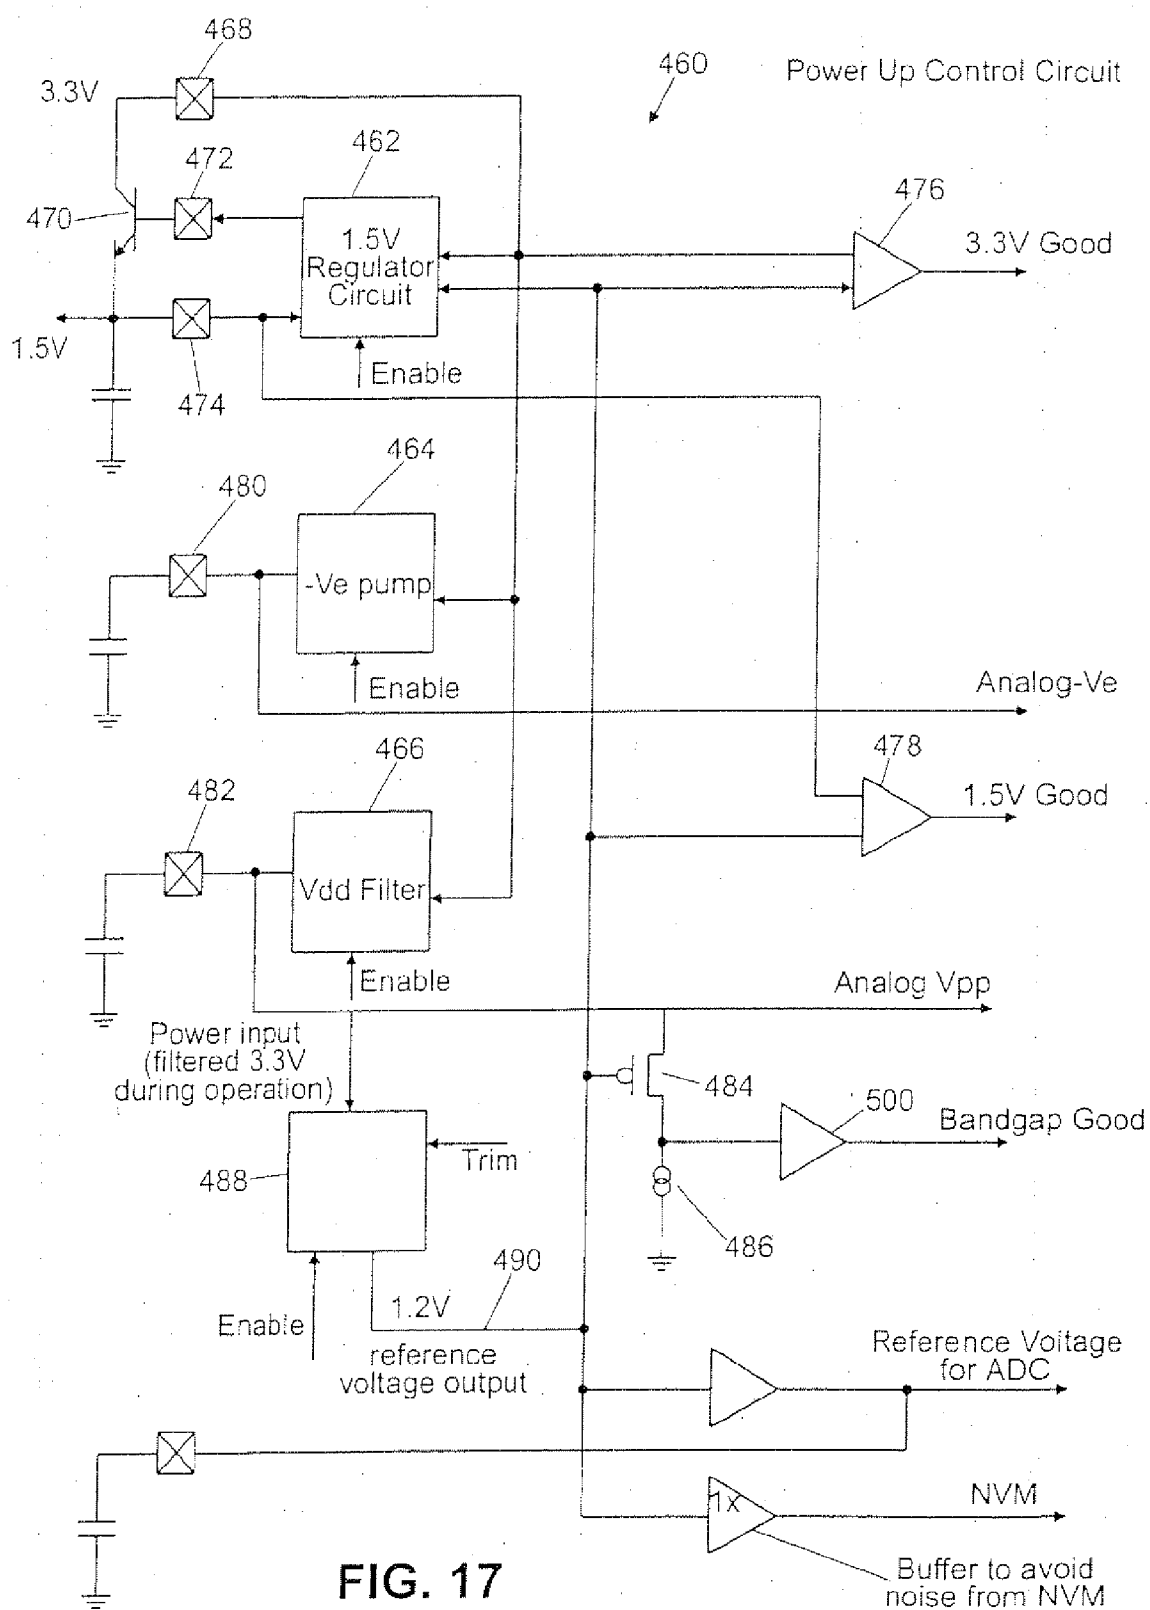 468
460
Power Up Control Circuit
3.3V
472
462
476
470
1.5V
Regulator
Circuit
3.3V Good
1.5V
Enable
474
464
480
-Ve pump
Enable
Analog-Ve
466
478
482
1.5V Good
Vdd Filter
Enable
Analog Vpp
Power input
(filtered 3.3V
during operation)
484
500
Bandgap Good
Trim
488
486
490
1.2V
Enable
reference
voltage output
Reference Voltage
for ADC
1x
NVM
Buffer to avoid
noise from NVM
FIG. 17